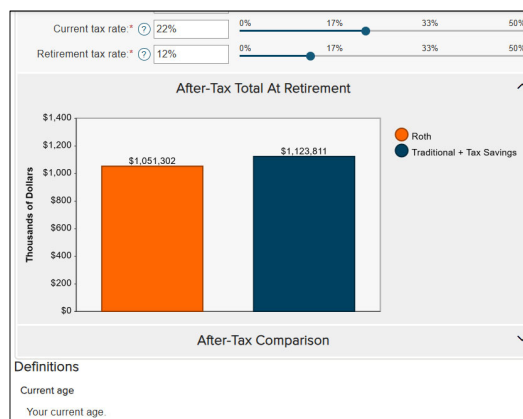 Current tax rate:* ? 22% 0% 17% 33% 50%
Retirement tax rate:* ? 12% 0% 17% 33% 50%
After-Tax Total At Retirement
$1,400
$1,200
$1,000
$800
$600
$400
$200
$0
Thousands of Dollars
$1,051,302
$1,123,811
Roth
Traditional + Tax Savings
After-Tax Comparison
Definitions
Current age
Your current age.